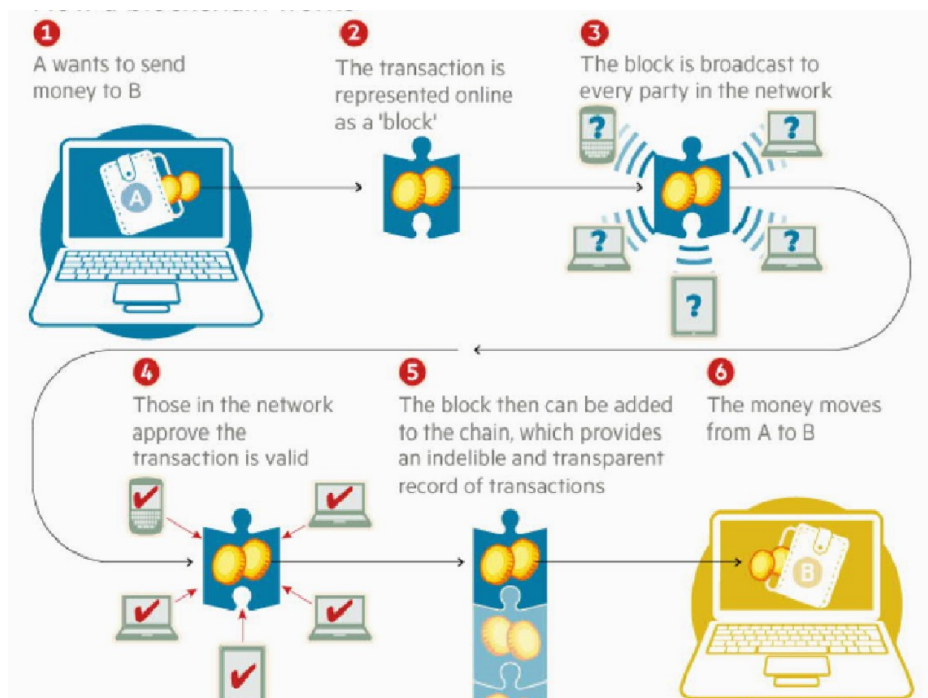 1
A wants to send
money to B
2
The transaction is
represented online
as a 'block'
3
The block is broadcast to
every party in the network
A
?
?
?
?
?
4
Those in the network
approve the
transaction is valid
5
The block then can be added
to the chain, which provides
an indelible and transparent
record of transactions
6
The money moves
from A to B
B